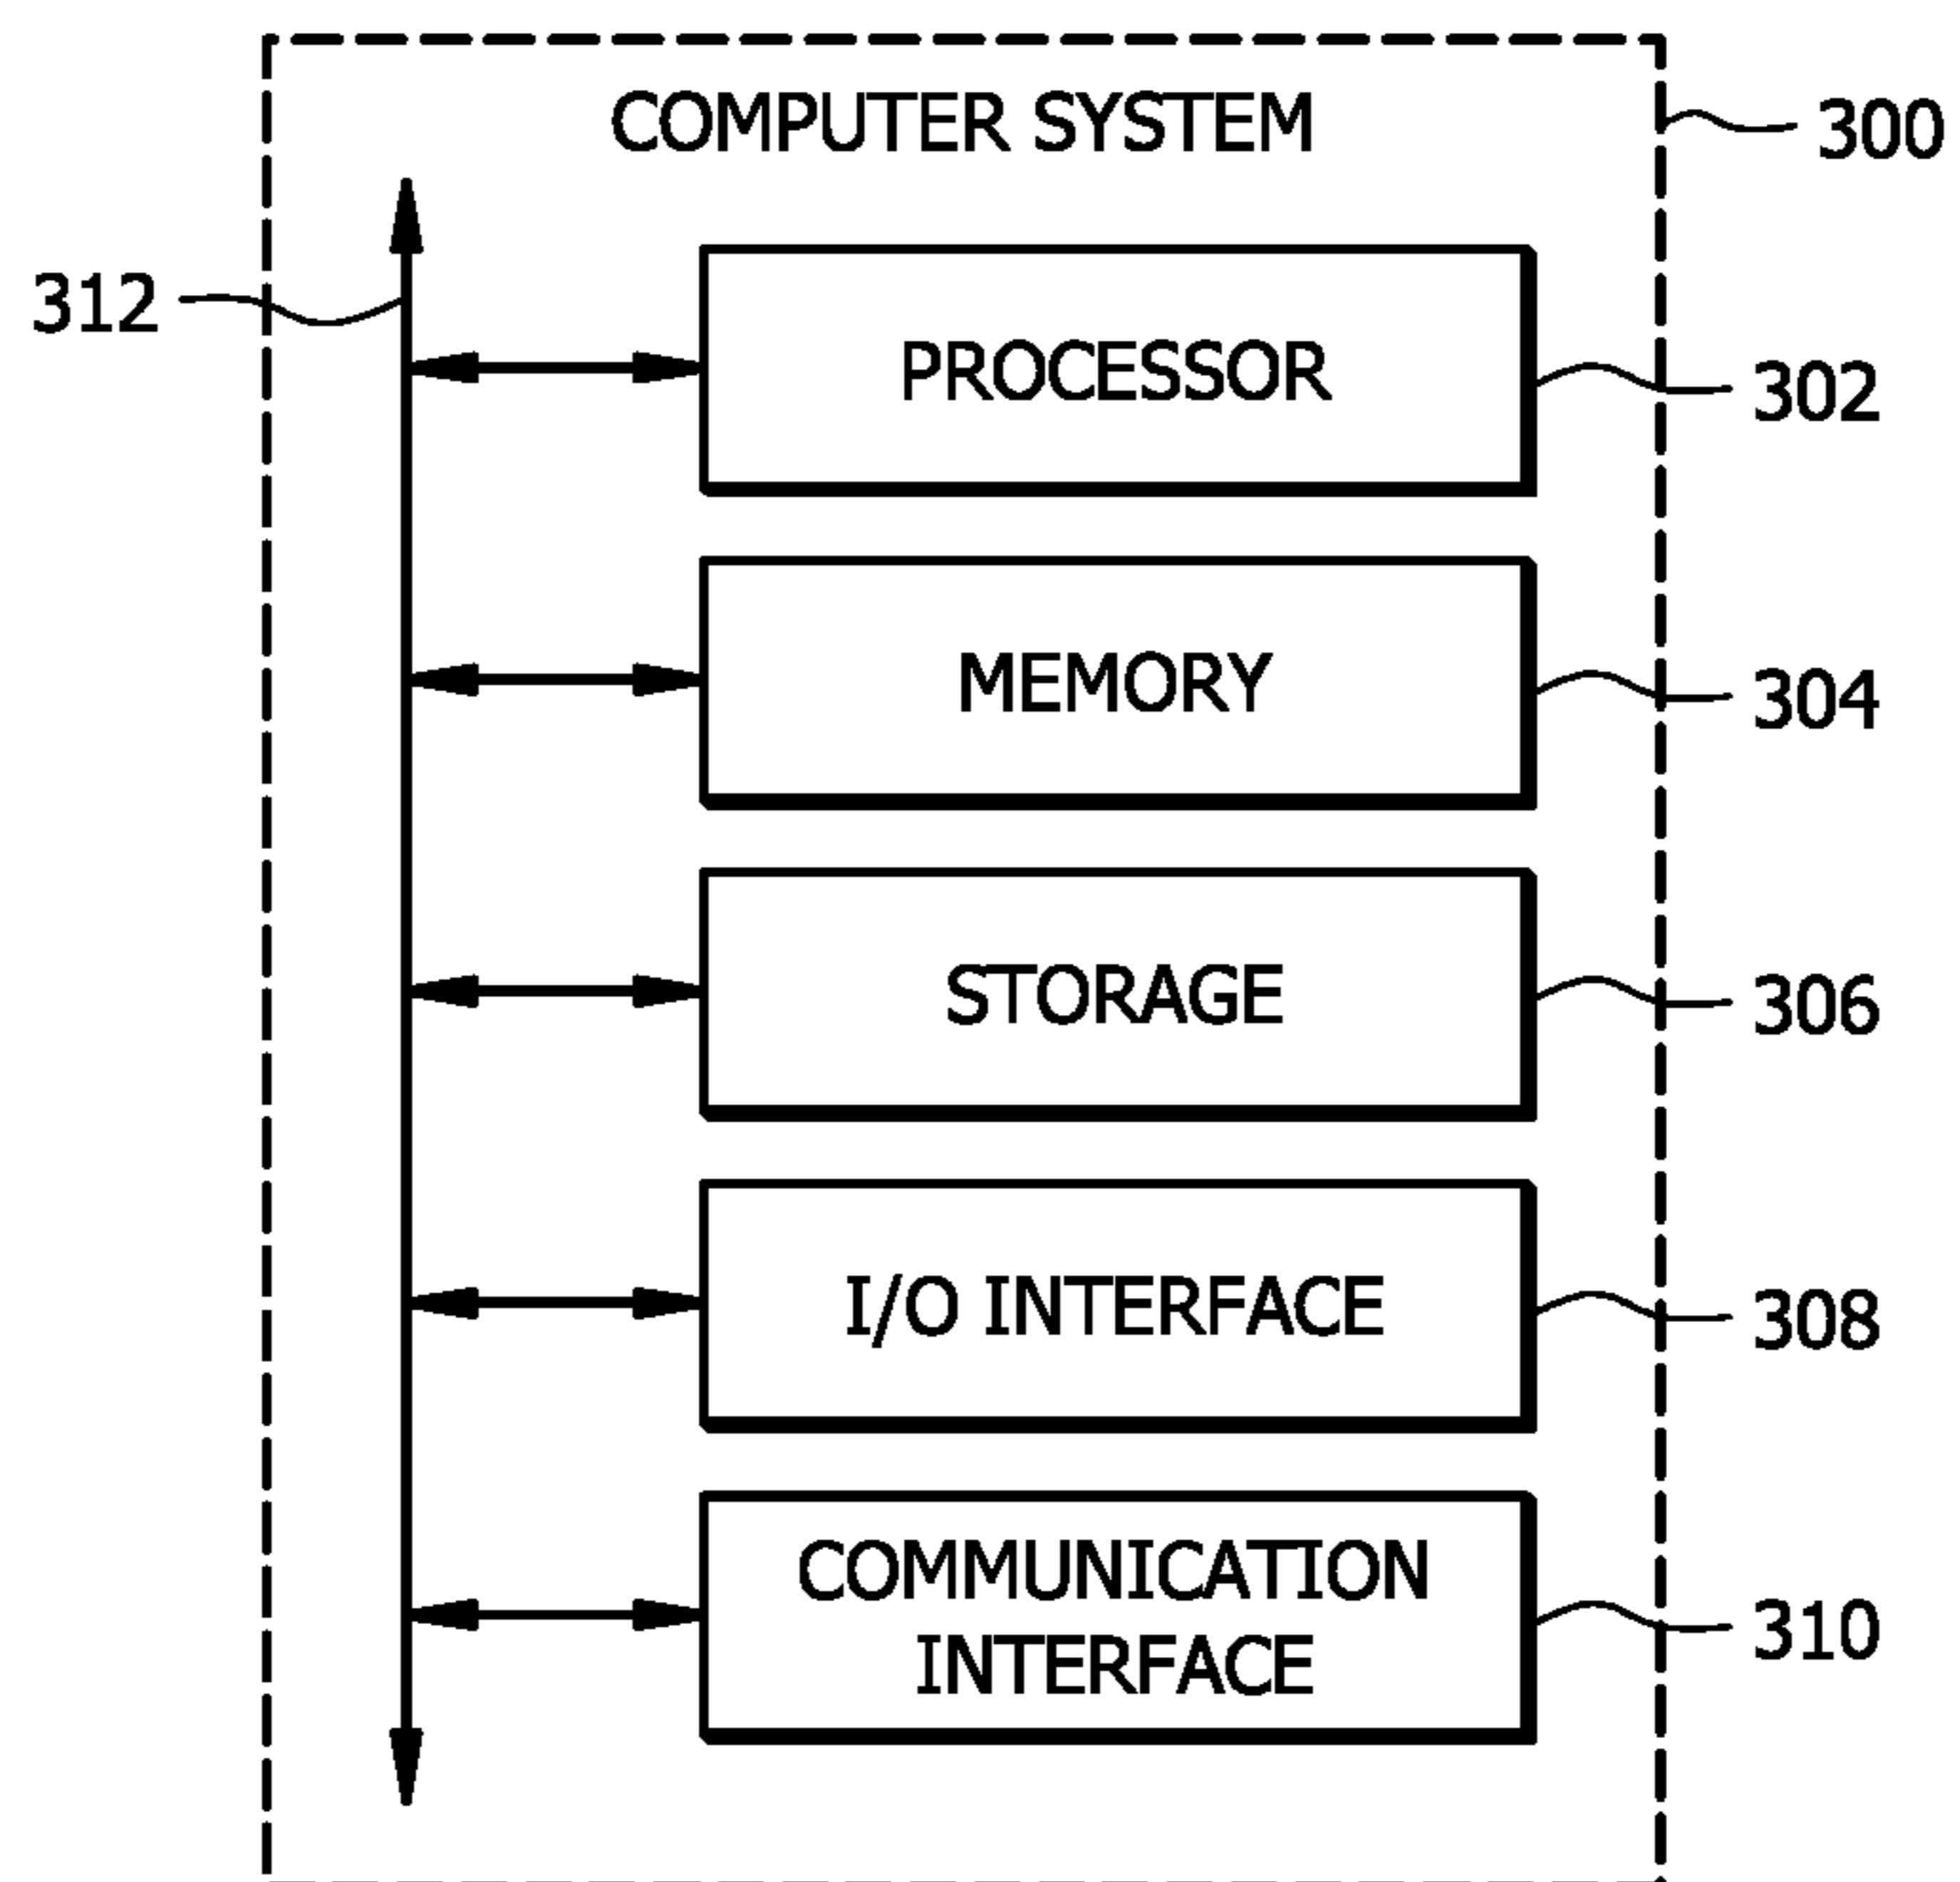 COMPUTER SYSTEM
300
312
PROCESSOR
302
MEMORY
304
STORAGE
306
I/O INTERFACE
308
COMMUNICATION
INTERFACE
310